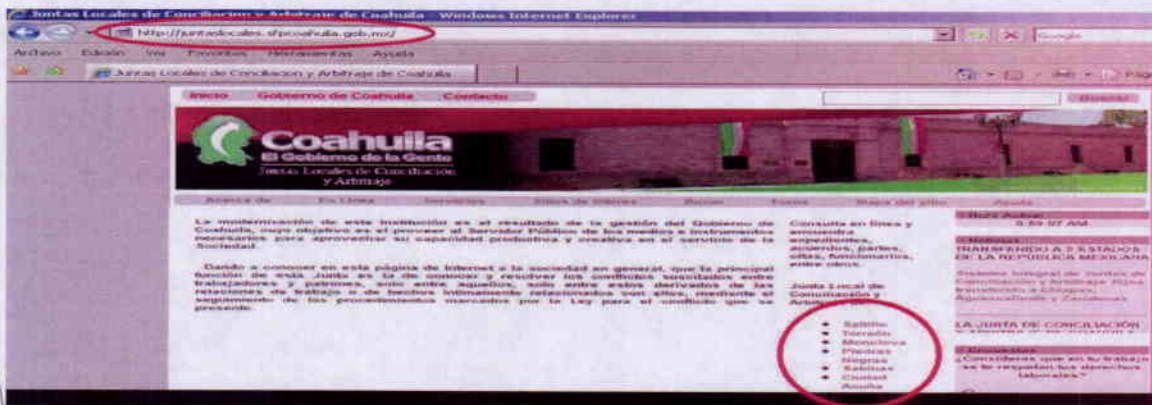 Juntas Locales de Conciliacion y Arbitraje de Coahuila - Windows Internet Explorer
http://juntaslocales.sfpcoahuila.gob.mx/
Google
Archivo Edición Ver Favoritos Herramientas Ayuda
Juntas Locales de Conciliacion y Arbitraje de Coahuila
Inicio Gobierno de Coahuila Contacto
Buscar
Coahuila
El Gobierno de la Gente
Juntas Locales de Conciliación
y Arbitraje
Acerca de En Linea Servicios Sitios de Interes Buzon Foros Mapa del sitio Ayuda
La modernización de esta Institución es el resultado de la gestión del Gobierno de
Coahuila, cuyo objetivo es el proveer al Servidor Público de los medios e instrumentos
necesarios para aprovechar su capacidad productiva y creativa en el servicio de la
Sociedad.
Dando a conocer en esta página de Internet a la sociedad en general, que la principal
función de esta Junta es la de conocer y resolver los conflictos suscitados entre
trabajadores y patrones, solo entre aquellos, solo entre estos derivados de las
relaciones de trabajo o de hechos intimamente relacionados con ellos, mediante el
seguimiento de los procedimientos marcados por la Ley para el conflicto que se
presente.
Consulta en línea y
encuentra
expedientes,
acuerdos, partes,
citas, funcionarios,
entre otros.
Junta Local de
Conciliación y
Saltillo
Torreón
Monclova
Piedras
Negras
Sabinas
Ciudad
Acuña
Hora Actual
Noticias
TRANSFERIDO A 3 ESTADOS
DE LA REPÚBLICA MEXICANA
Sistema Integral de Juntas de
Conciliación y Arbitraje
LA JUNTA DE CONCILIACIÓN
Encuestas
¿Consideras que en tu trabajo
se te respetan tus derechos
laborales?